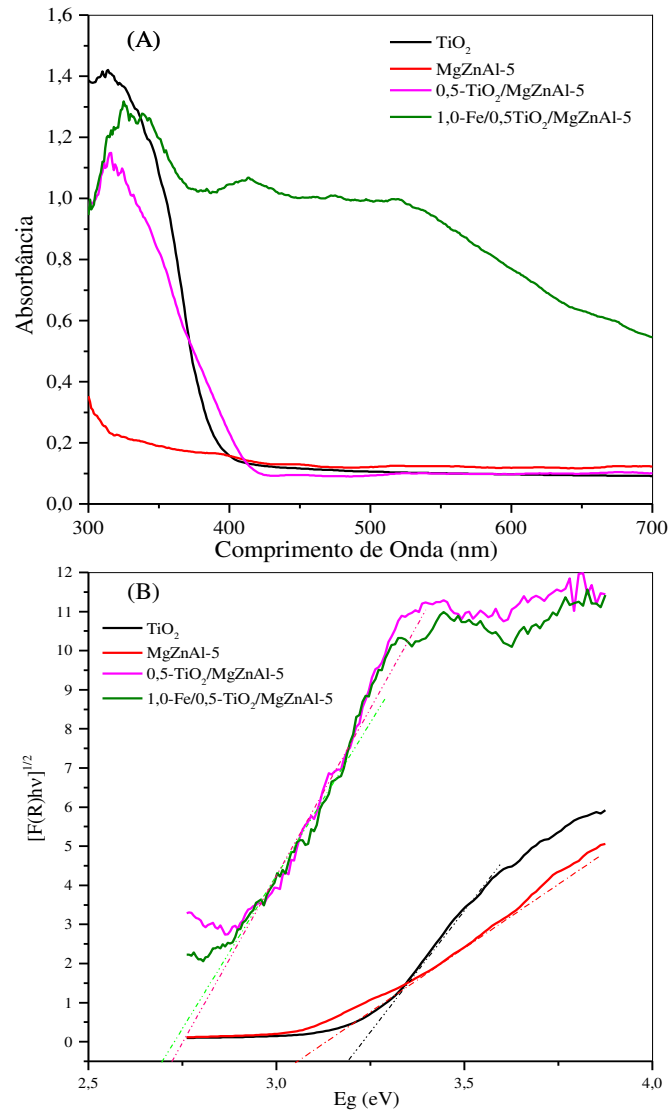 (A)
TiO₂
MgZnAl-5
0,5-TiO₂/MgZnAl-5
1,0-Fe/0,5TiO₂/MgZnAl-5
1,6
1,4
1,2
1,0
0,8
0,6
0,4
0,2
0,0
Absorbância
300 400 500 600 700
Comprimento de Onda (nm)
(B)
TiO₂
MgZnAl-5
0,5-TiO₂/MgZnAl-5
1,0-Fe/0,5-TiO₂/MgZnAl-5
12
11
10
9
8
7
6
5
4
3
2
1
0
[F(R)hν]¹ᐟ²
2,5 3,0 3,5 4,0
Eg (eV)